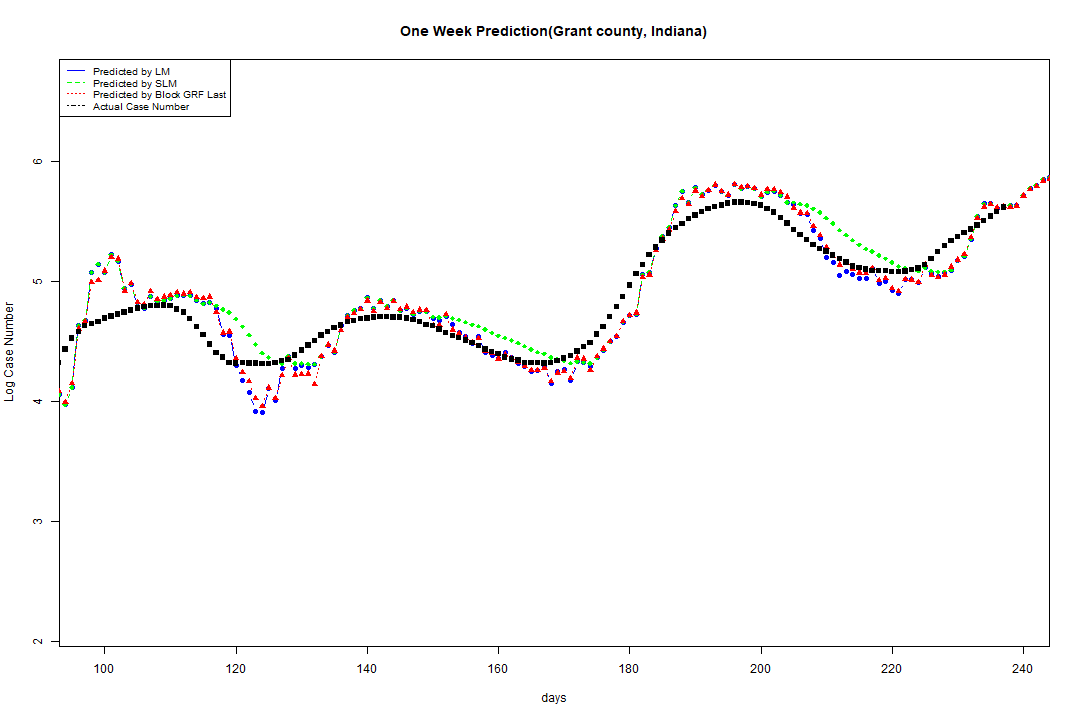 One Week Prediction(Grant county, Indiana)
Predicted by LM
Predicted by SLM
Predicted by Block GRF Last
Actual Case Number
Log Case Number
6
5
4
3
2
100 120 140 160 180 200 220 240
days